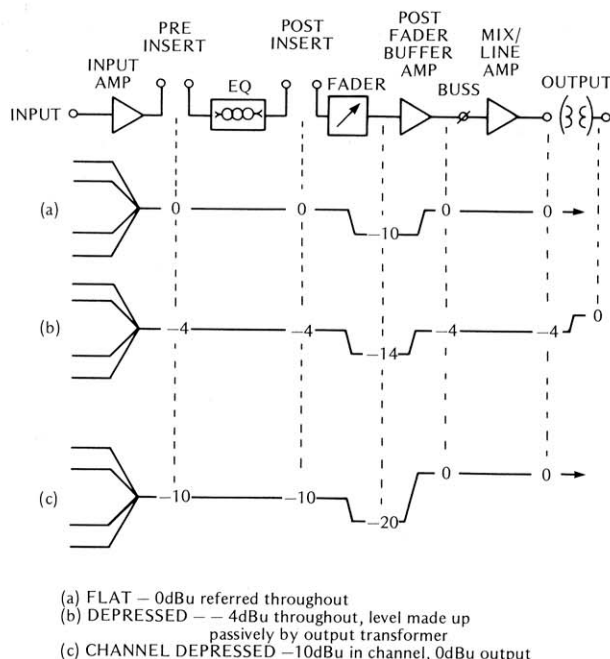 PRE
INSERT
INPUT
AMP
POST INSERT
POST
FADER
BUFFER
AMP
MIX/
LINE
AMP
EQ
FADER
BUSS
OUTPUT
INPUT
(a)
0
0
−10
0
0
(b)
−4
−4
−14
−4
−4
0
(c)
−10
−10
−20
0
0
(a) FLAT − 0dBu referred throughout
(b) DEPRESSED − − 4dBu throughout, level made up
passively by output transformer
(c) CHANNEL DEPRESSED −10dBu in channel, 0dBu output